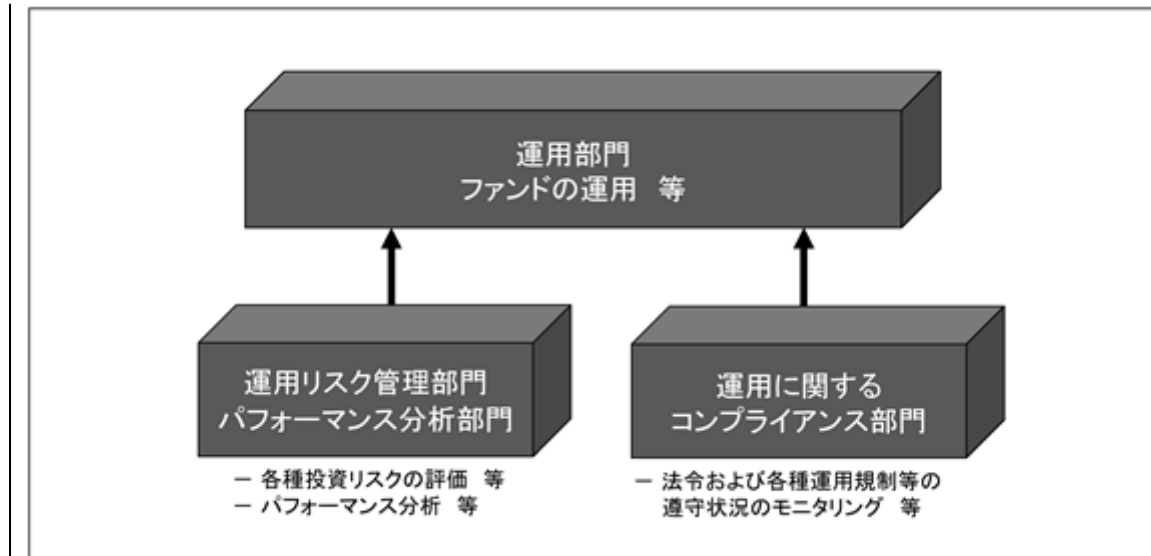 運用部門
ファンドの運用 等
運用リスク管理部門
パフォーマンス分析部門
－ 各種投資リスクの評価 等
－ パフォーマンス分析 等
運用に関する
コンプライアンス部門
－ 法令および各種運用規制等の
遵守状況のモニタリング 等